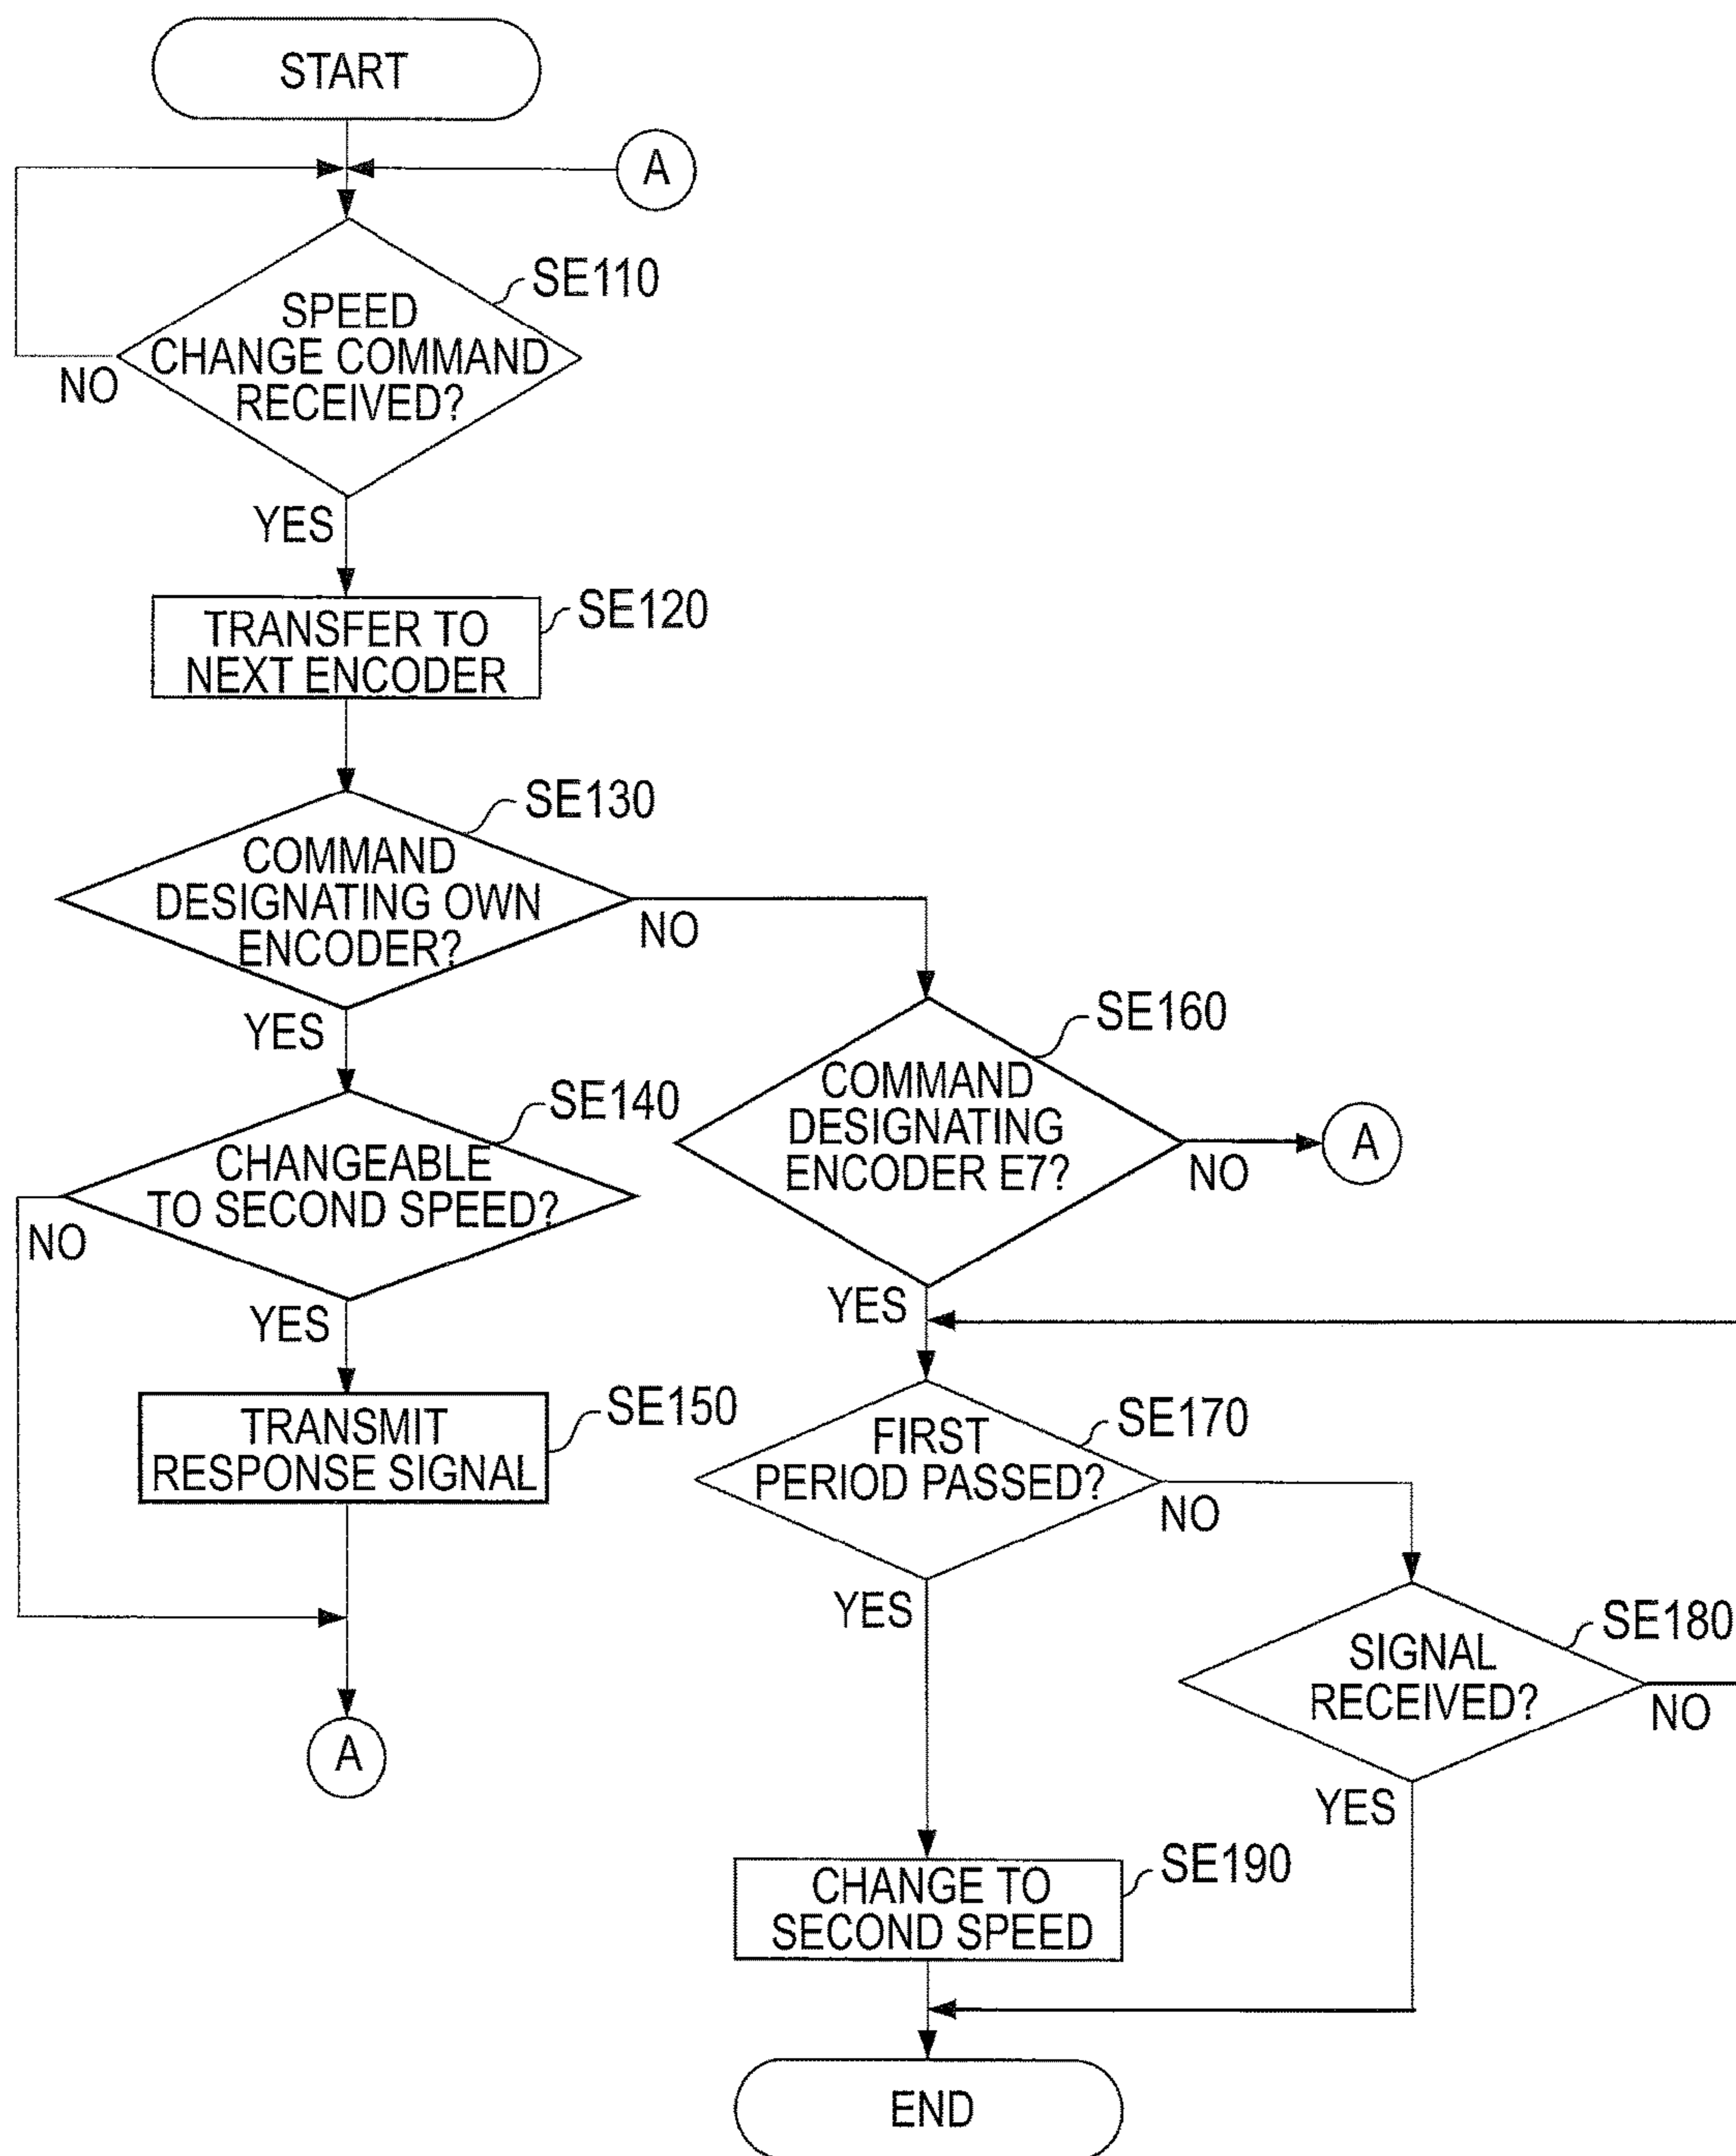 START
A
SE110
SPEED
CHANGE COMMAND
RECEIVED?
NO
YES
SE120
TRANSFER TO
NEXT ENCODER
SE130
COMMAND
DESIGNATING OWN
ENCODER?
NO
YES
SE140
CHANGEABLE
TO SECOND SPEED?
NO
YES
SE150
TRANSMIT
RESPONSE SIGNAL
A
SE160
COMMAND
DESIGNATING
ENCODER E7?
NO
A
YES
SE170
FIRST
PERIOD PASSED?
NO
YES
SE180
SIGNAL
RECEIVED?
NO
YES
SE190
CHANGE TO
SECOND SPEED
END